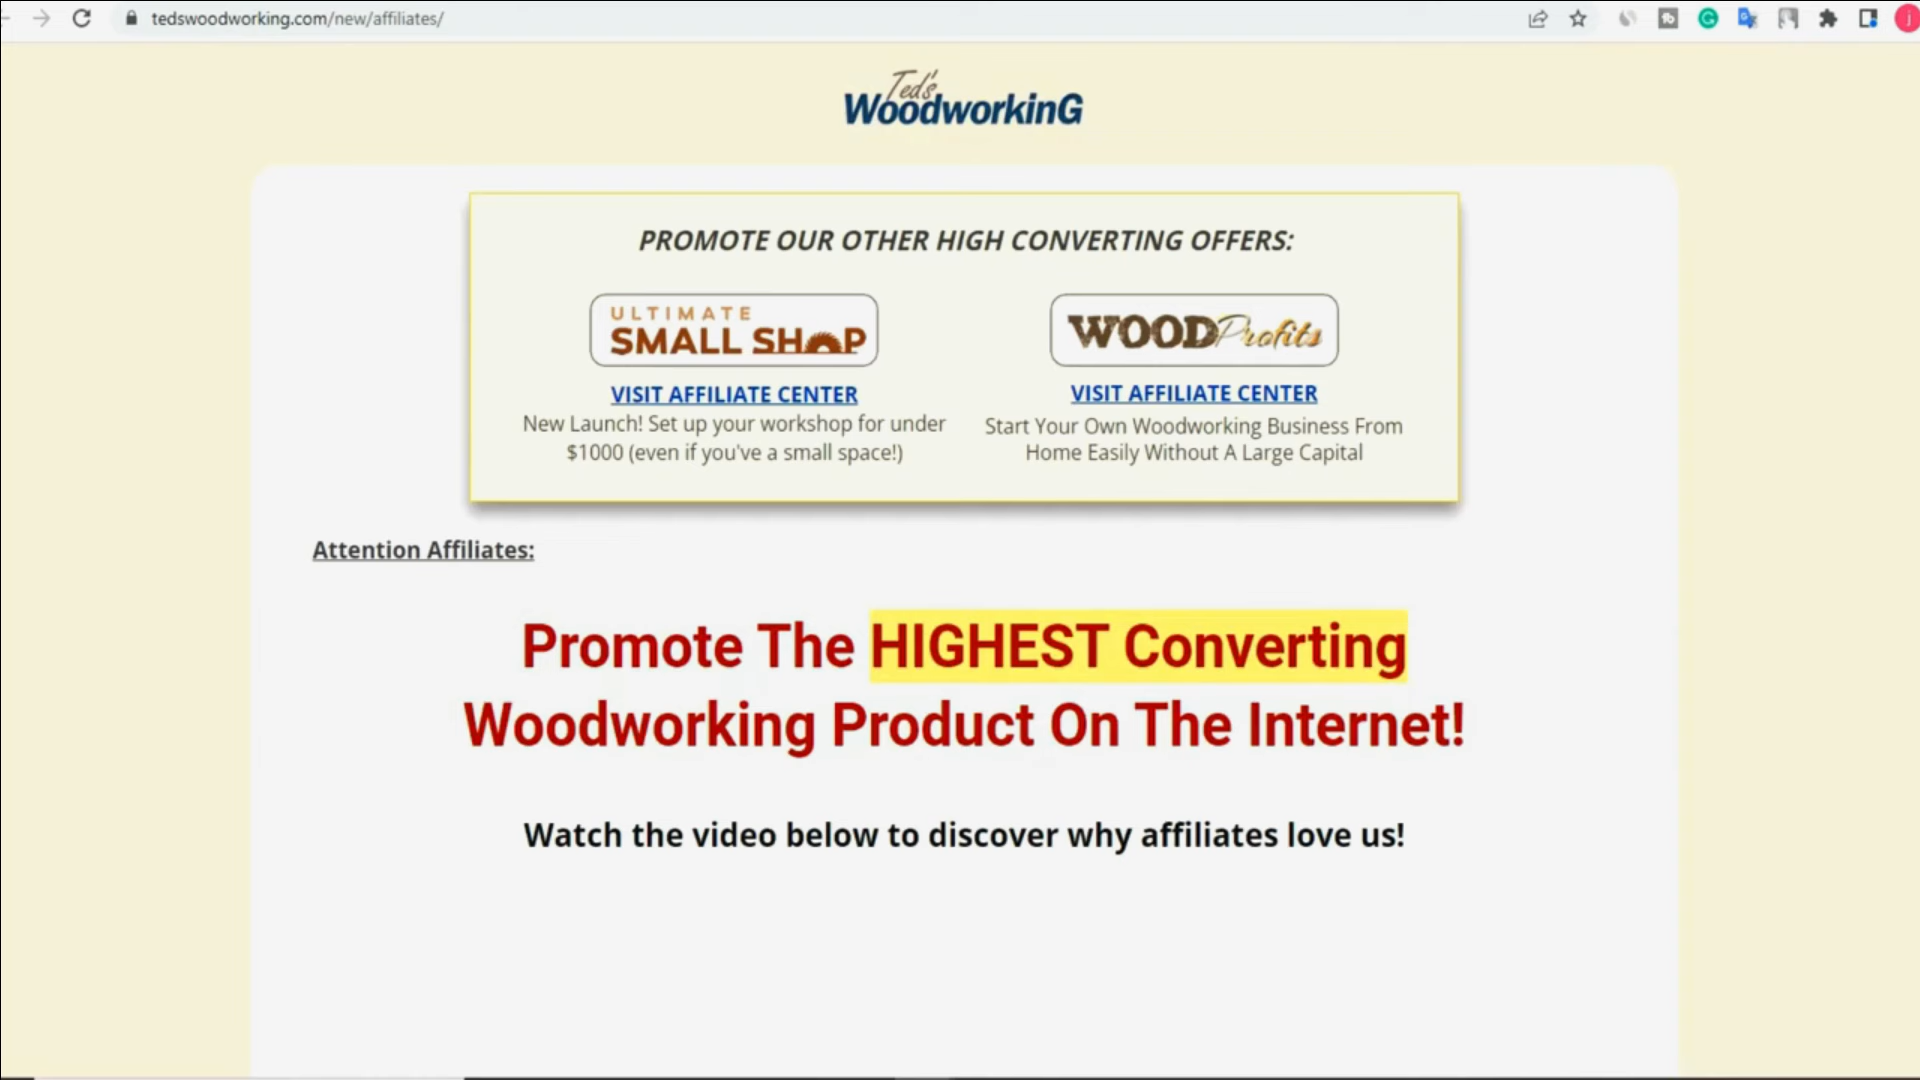 tedswoodworking.com/new/affiliates/
Ted's
WoodworkinG
PROMOTE OUR OTHER HIGH CONVERTING OFFERS:
ULTIMATE
SMALL SHOP
WOOD Profits
VISIT AFFILIATE CENTER
VISIT AFFILIATE CENTER
New Launch! Set up your workshop for under
$1000 (even if you've a small space!)
Start Your Own Woodworking Business From
Home Easily Without A Large Capital
Attention Affiliates:
Promote The HIGHEST Converting
Woodworking Product On The Internet!
Watch the video below to discover why affiliates love us!